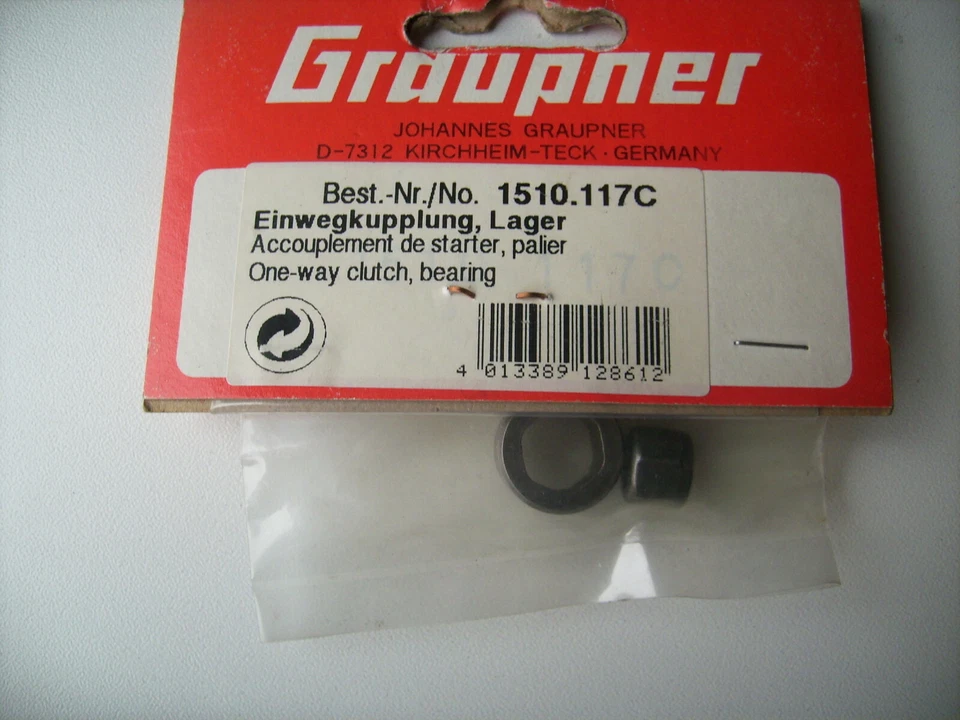 Graupner
JOHANNES GRAUPNER
D-7312 KIRCHHEIM-TECK · GERMANY
Best.-Nr./No. 1510.117C
Einwegkupplung, Lager
Accouplement de starter, palier
One-way clutch, bearing
117C
4 013389 128612